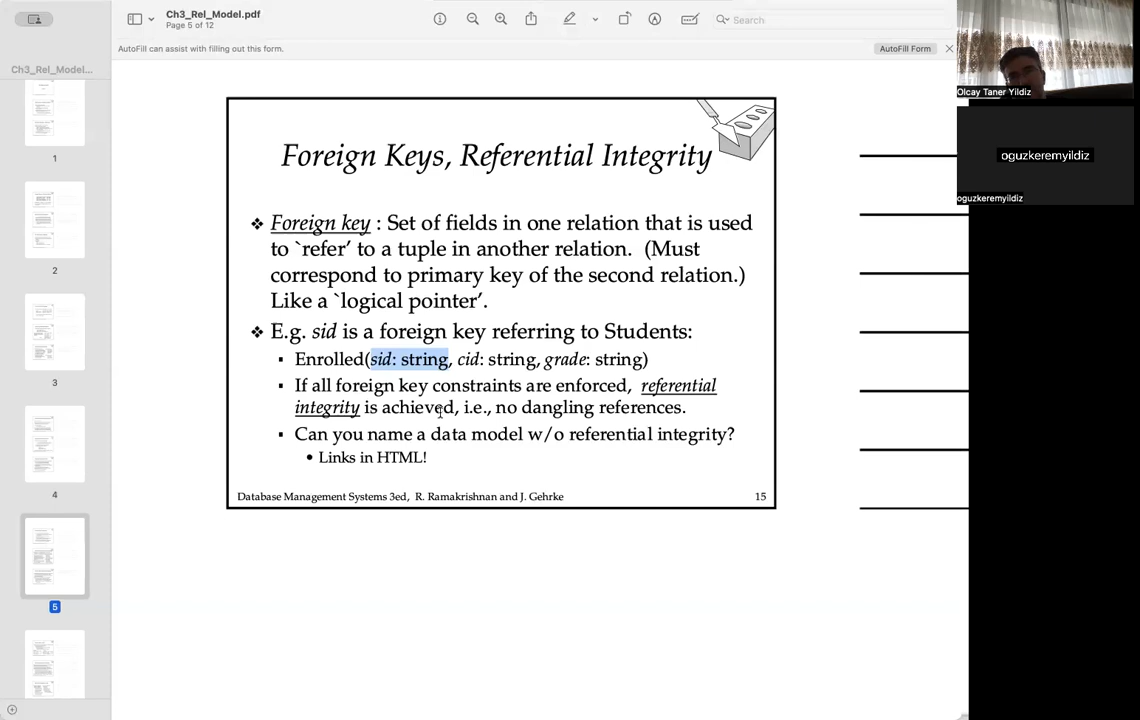 Ch3_Rel_Model.pdf
Page 5 of 12
Search
AutoFill can assist with filling out this form.
AutoFill Form
Ch3_Rel_Model...
1
2
3
4
5
Foreign Keys, Referential Integrity
❖ Foreign key : Set of fields in one relation that is used
to `refer' to a tuple in another relation. (Must
correspond to primary key of the second relation.)
Like a `logical pointer'.
❖ E.g. sid is a foreign key referring to Students:
▪ Enrolled(sid: string, cid: string, grade: string)
▪ If all foreign key constraints are enforced, referential
integrity is achieved, i.e., no dangling references.
▪ Can you name a data model w/o referential integrity?
• Links in HTML!
Database Management Systems 3ed, R. Ramakrishnan and J. Gehrke
15
Olcay Taner Yildiz
oguzkeremyildiz
oguzkeremyildiz